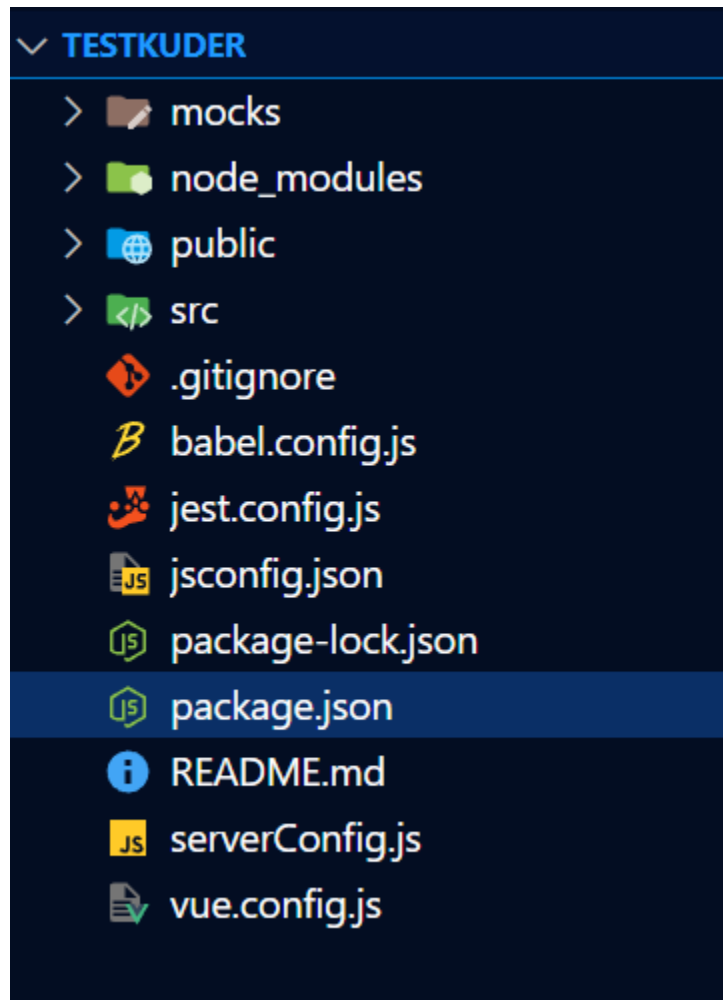 TESTKUDER
mocks
node_modules
public
src
.gitignore
babel.config.js
jest.config.js
jsconfig.json
package-lock.json
package.json
README.md
serverConfig.js
vue.config.js